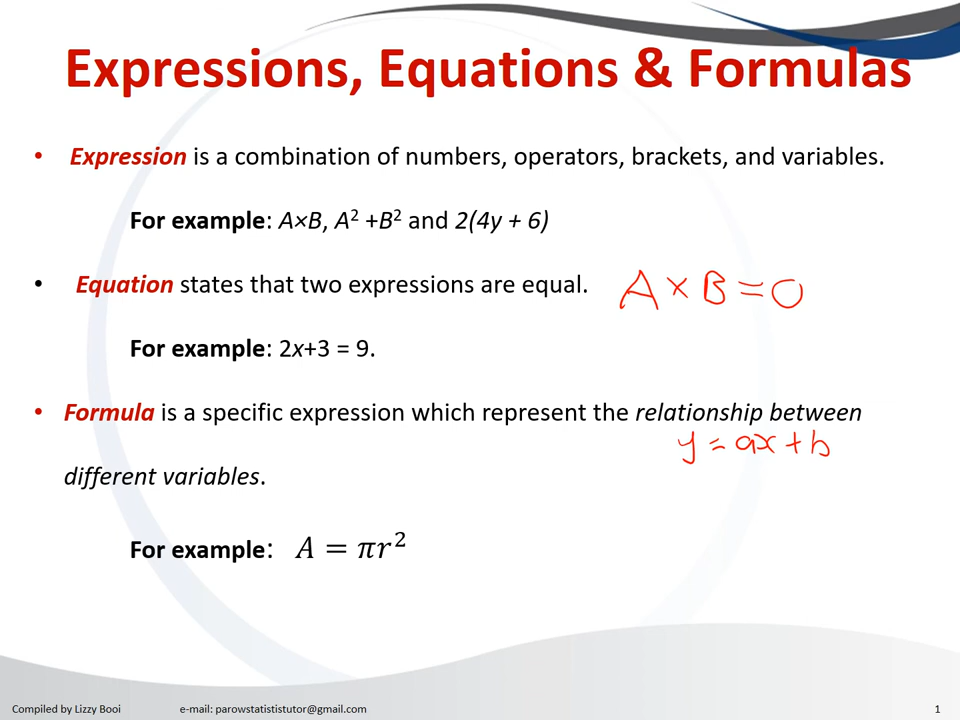 Expressions, Equations & Formulas
• Expression is a combination of numbers, operators, brackets, and variables.
For example: A×B, A² +B² and 2(4y + 6)
• Equation states that two expressions are equal.
A × B = 0
For example: 2x+3 = 9.
• Formula is a specific expression which represent the relationship between
y = ax + b
different variables.
For example: A = πr²
Compiled by Lizzy Booi
e-mail: parowstatististutor@gmail.com
1